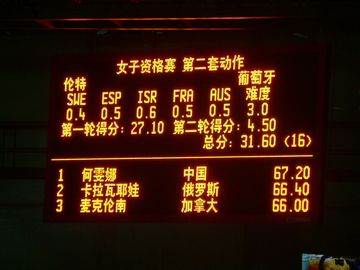 女子资格赛 第二套动作
伦特 葡萄牙
SWE ESP ISR FRA AUS 难度
0.4 0.5 0.6 0.5 0.5 3.0
第一轮得分：27.10 第二轮得分：4.50
总分：31.60 (16)
1 何雯娜 中国 67.20
2 卡拉瓦耶娃 俄罗斯 66.40
3 麦克伦南 加拿大 66.00